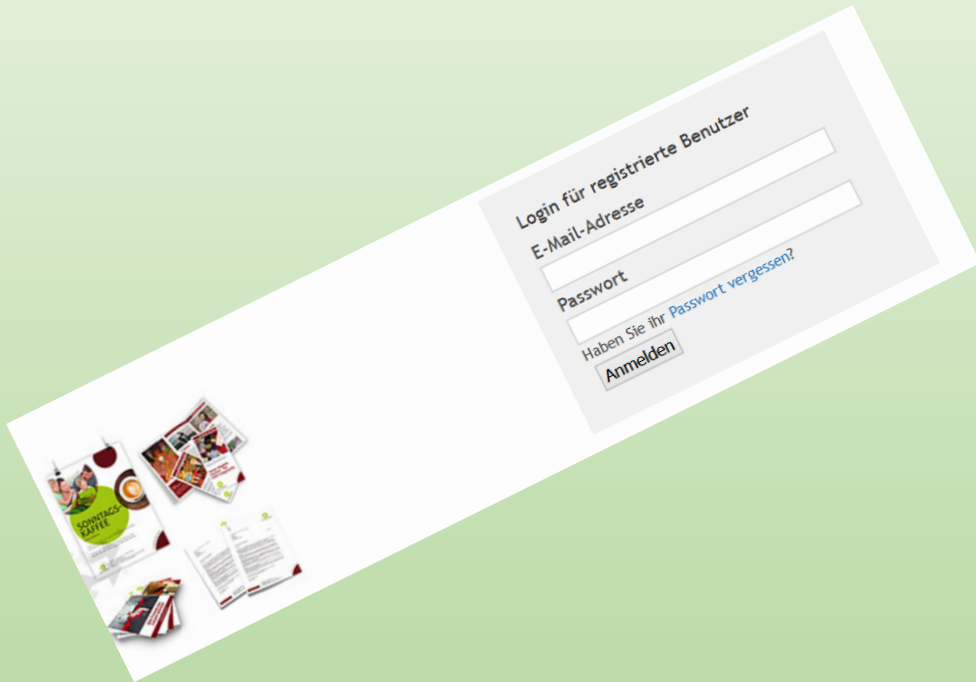 Login für registrierte Benutzer
E-Mail-Adresse
Passwort
Haben Sie ihr Passwort vergessen?
Anmelden
SONNTAGS-
KAFFEE